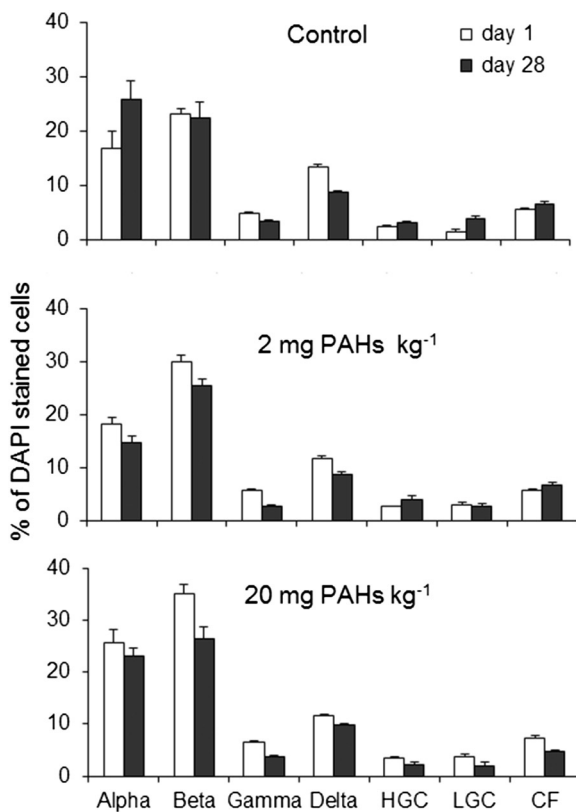 Control
day 1
day 28
% of DAPI stained cells
40
30
20
10
0
2 mg PAHs kg-1
40
30
20
10
0
20 mg PAHs kg-1
40
30
20
10
0
Alpha Beta Gamma Delta HGC LGC CF